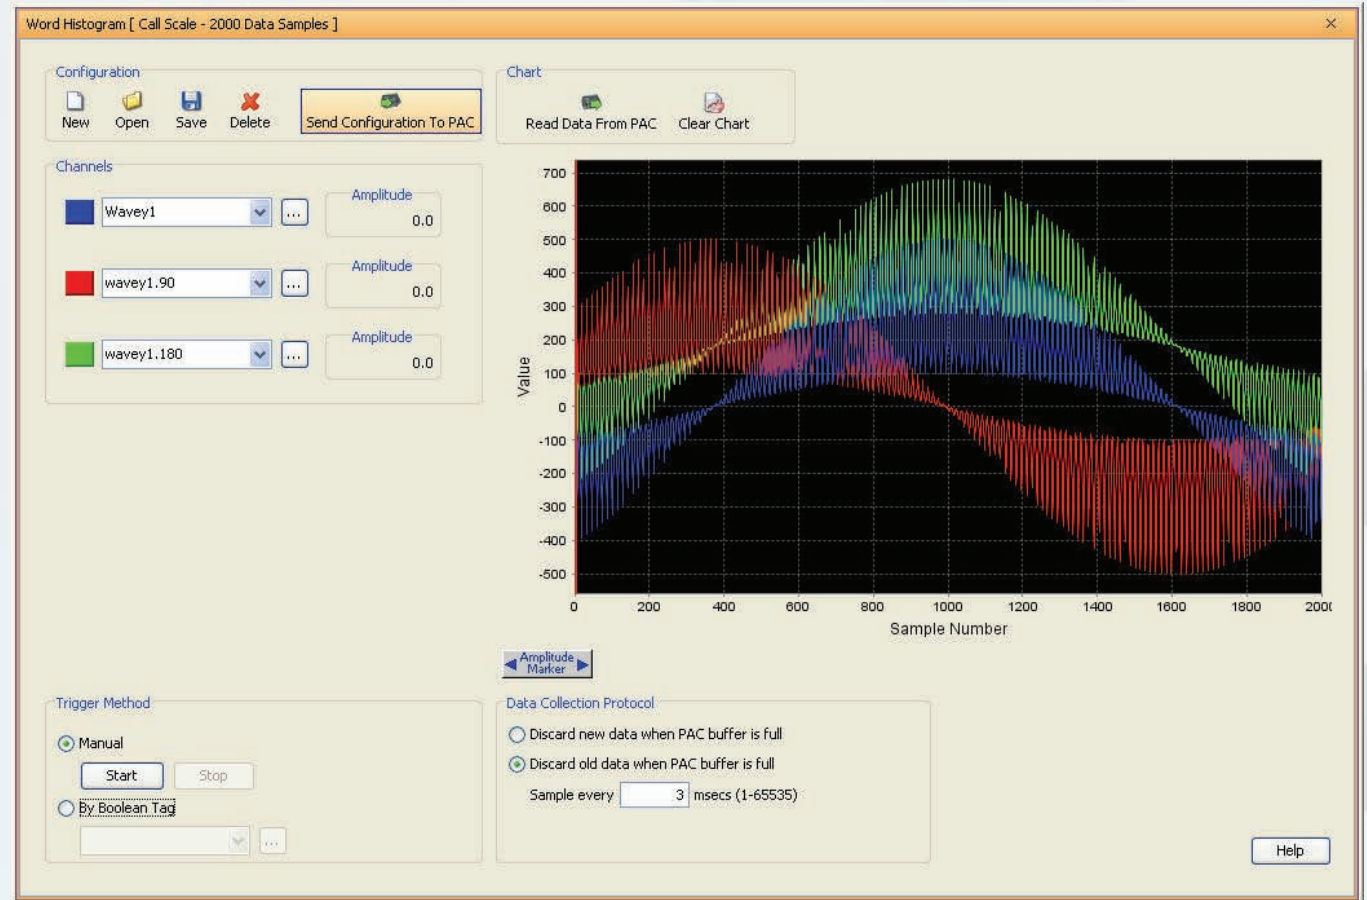 Word Histogram [ Call Scale - 2000 Data Samples ]
Configuration
New Open Save Delete Send Configuration To PAC
Chart
Read Data From PAC Clear Chart
Channels
Wavey1 ... Amplitude
0.0
wavey1.90 ... Amplitude
0.0
wavey1.180 ... Amplitude
0.0
Value
700
600
500
400
300
200
100
0
-100
-200
-300
-400
-500
0 200 400 600 800 1000 1200 1400 1600 1800 2000
Sample Number
Amplitude
Marker
Trigger Method
Manual
Start Stop
By Boolean Tag
...
Data Collection Protocol
Discard new data when PAC buffer is full
Discard old data when PAC buffer is full
Sample every 3 msecs (1-65535)
Help